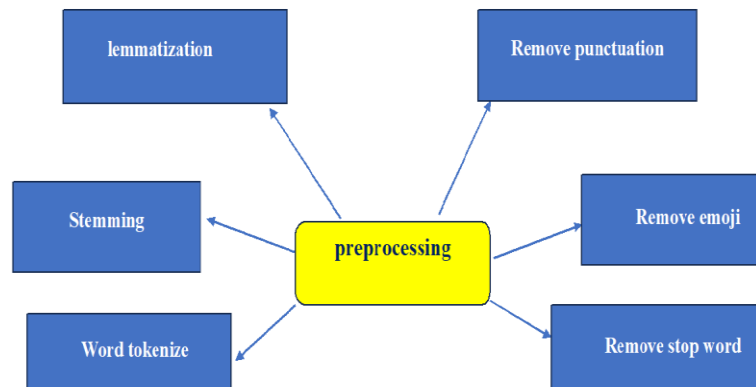 lemmatization
Remove punctuation
Stemming
Remove emoji
preprocessing
Word tokenize
Remove stop word